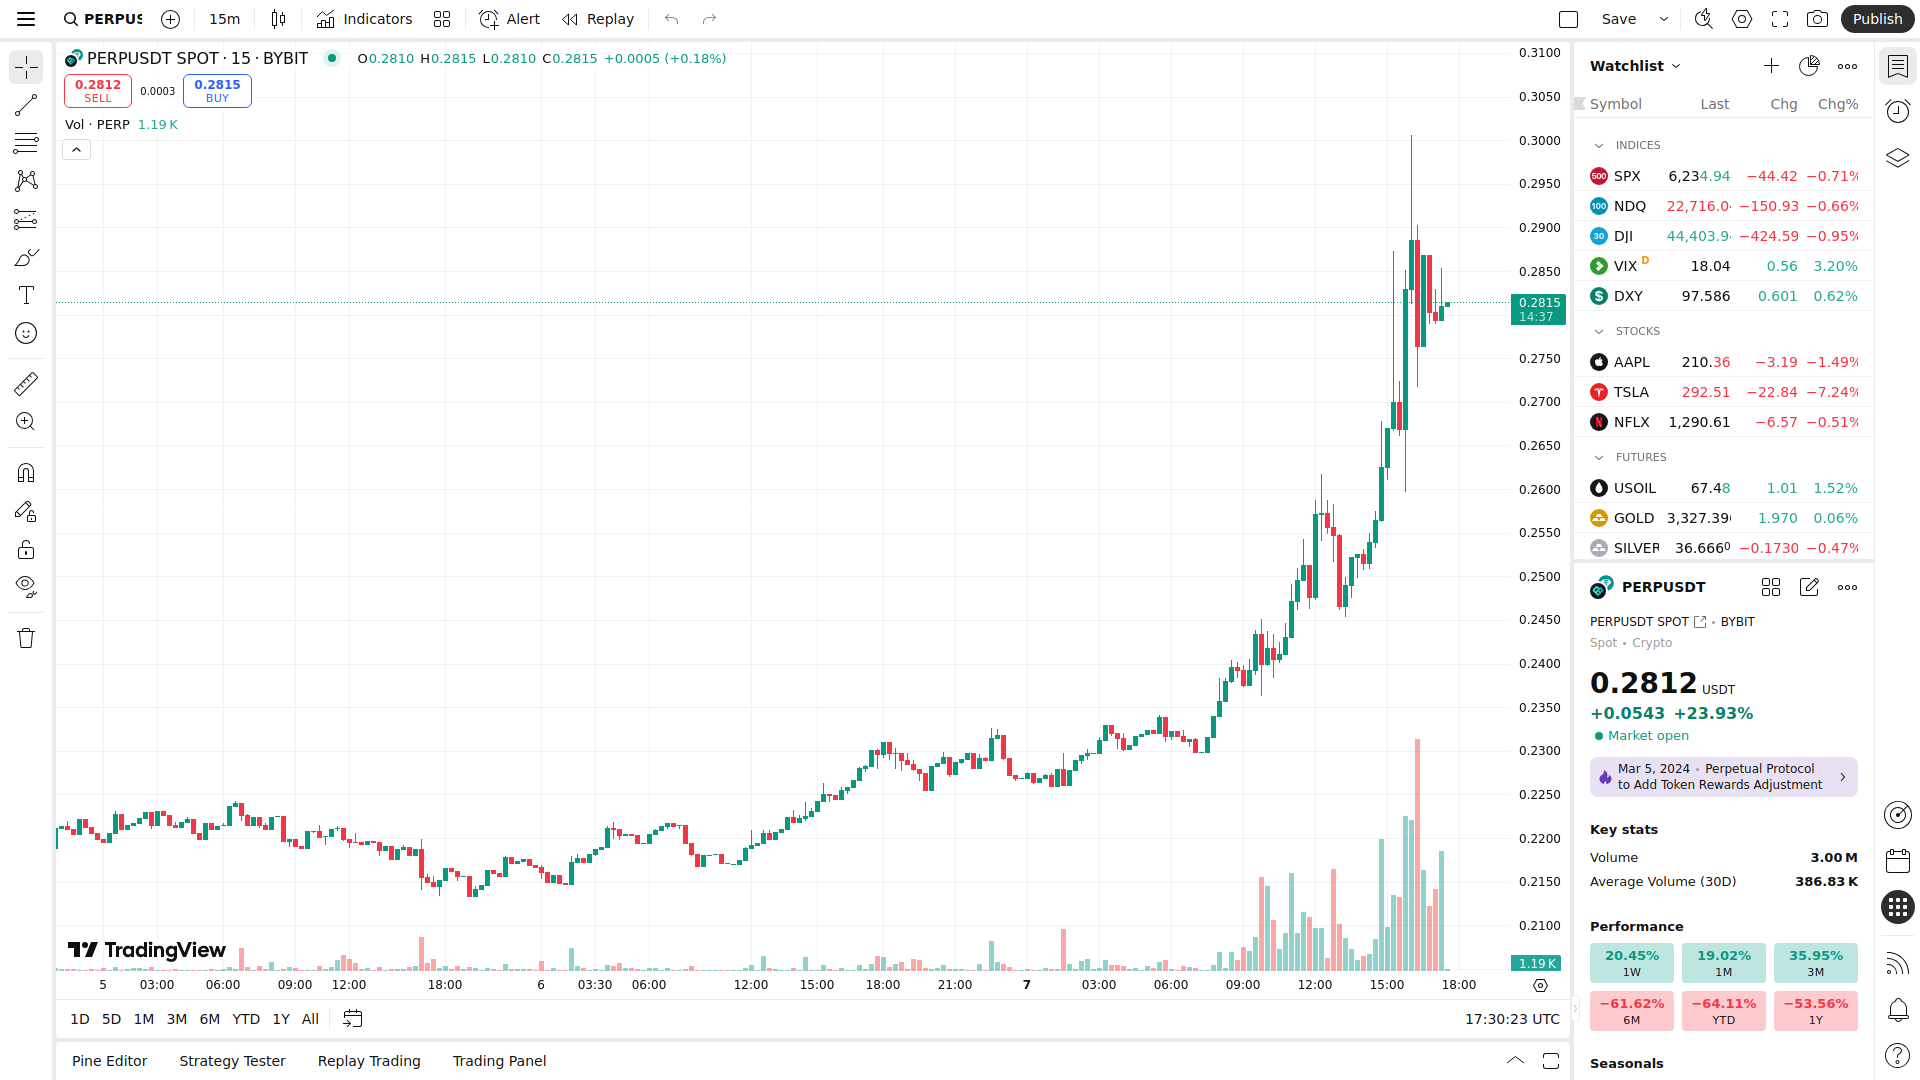 PERPUS 15m Indicators Alert Replay Save Publish
PERPUSDT SPOT · 15 · BYBIT O0.2810 H0.2815 L0.2810 C0.2815 +0.0005 (+0.18%)
0.2812 SELL 0.0003 0.2815 BUY
Vol · PERP 1.19 K
0.3100
0.3050
0.3000
0.2950
0.2900
0.2850
0.2815
14:37
0.2750
0.2700
0.2650
0.2600
0.2550
0.2500
0.2450
0.2400
0.2350
0.2300
0.2250
0.2200
0.2150
0.2100
1.19 K
TradingView
5 03:00 06:00 09:00 12:00 18:00 6 03:30 06:00 12:00 15:00 18:00 21:00 7 03:00 06:00 09:00 12:00 15:00 18:00
1D 5D 1M 3M 6M YTD 1Y All 17:30:23 UTC
Pine Editor Strategy Tester Replay Trading Trading Panel
Watchlist
Symbol Last Chg Chg%
INDICES
500 SPX 6,234.94 −44.42 −0.71%
100 NDQ 22,716.0 −150.93 −0.66%
30 DJI 44,403.9 −424.59 −0.95%
VIX D 18.04 0.56 3.20%
$ DXY 97.586 0.601 0.62%
STOCKS
AAPL 210.36 −3.19 −1.49%
TSLA 292.51 −22.84 −7.24%
N NFLX 1,290.61 −6.57 −0.51%
FUTURES
USOIL 67.48 1.01 1.52%
GOLD 3,327.39 1.970 0.06%
SILVER 36.6660 −0.1730 −0.47%
PERPUSDT
PERPUSDT SPOT • BYBIT
Spot • Crypto
0.2812 USDT
+0.0543 +23.93%
Market open
Mar 5, 2024 • Perpetual Protocol
to Add Token Rewards Adjustment
Key stats
Volume 3.00 M
Average Volume (30D) 386.83 K
Performance
20.45% 19.02% 35.95%
1W 1M 3M
−61.62% −64.11% −53.56%
6M YTD 1Y
Seasonals